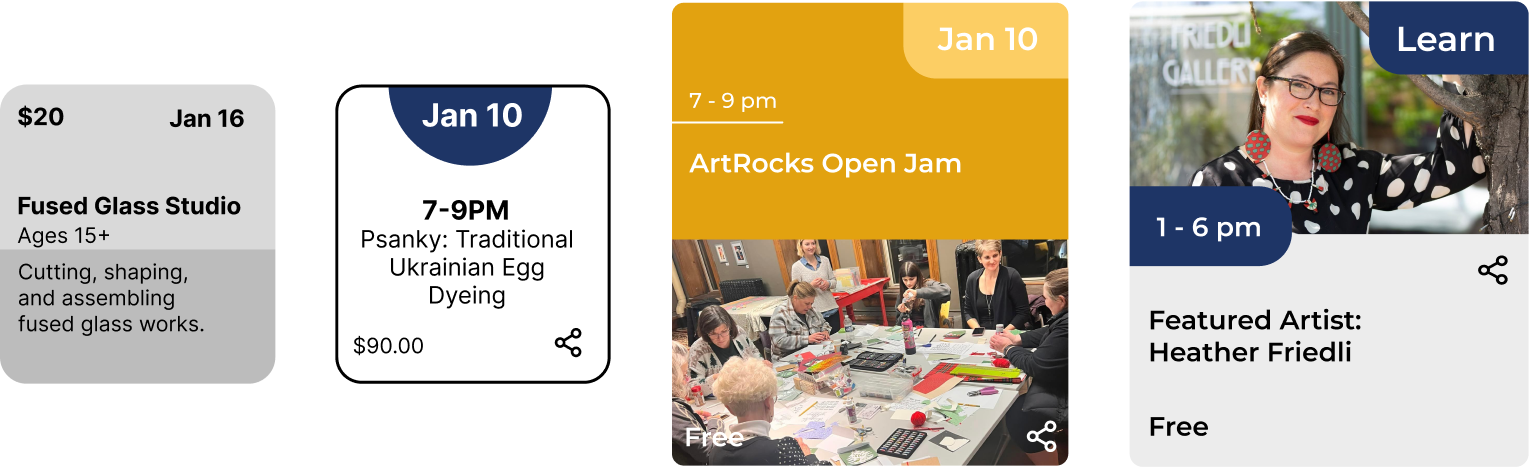 $20
Jan 16
Fused Glass Studio
Ages 15+
Cutting, shaping,
and assembling
fused glass works.
Jan 10
7-9PM
Psanky: Traditional
Ukrainian Egg
Dyeing
$90.00
Jan 10
7 - 9 pm
ArtRocks Open Jam
Free
FRIEDLI
GALLERY
Learn
1 - 6 pm
Featured Artist:
Heather Friedli
Free